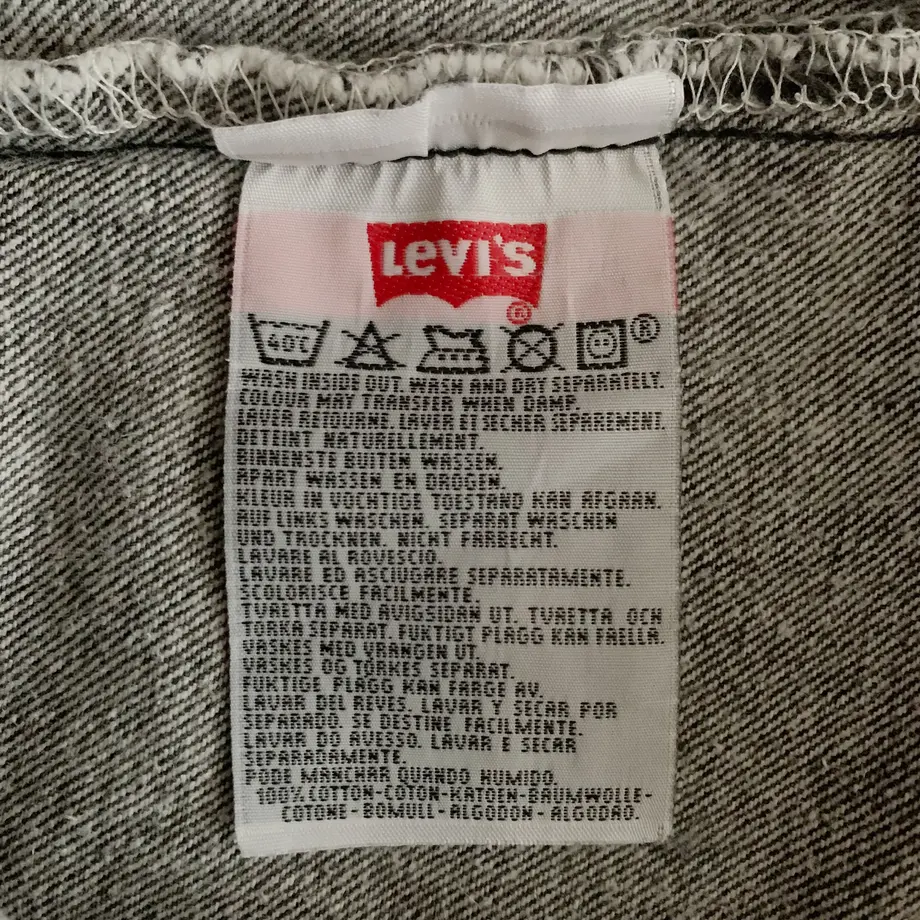 Levi's
®
40℃
®
WASH INSIDE OUT. WASH AND DRY SEPARATELY.
COLOUR MAY TRANSFER WHEN DAMP.
LAVER RETOURNE. LAVER ET SECHER SEPAREMENT.
DETEINT NATURELLEMENT.
BINNENSTE BUITEN WASSEN.
APART WASSEN EN DROGEN.
KLEUR IN VOCHTIGE TOESTAND KAN AFGAAN.
AUF LINKS WASCHEN. SEPARAT WASCHEN
UND TROCKNEN. NICHT FARBECHT.
LAVARE AL ROVESCIO.
LAVARE ED ASCIUGARE SEPARATAMENTE.
SCOLORISCE FACILMENTE.
TVAETTA MED AVIGSIDAN UT. TVAETTA OCH
TORKA SEPARAT. FUKTIGT PLAGG KAN FAELLA.
VASKES MED VRANGEN UT.
VASKES OG TØRKES SEPARAT.
FUKTIGE PLAGG KAN FARGE AV.
LAVAR DEL REVES. LAVAR Y SECAR POR
SEPARADO. SE DESTINE FACILMENTE.
LAVAR DO AVESSO. LAVAR E SECAR
SEPARADAMENTE.
PODE MANCHAR QUANDO HUMIDO.
100% COTTON-COTON-KATOEN-BAUMWOLLE-
COTONE-BOMULL-ALGODON-ALGODAO.